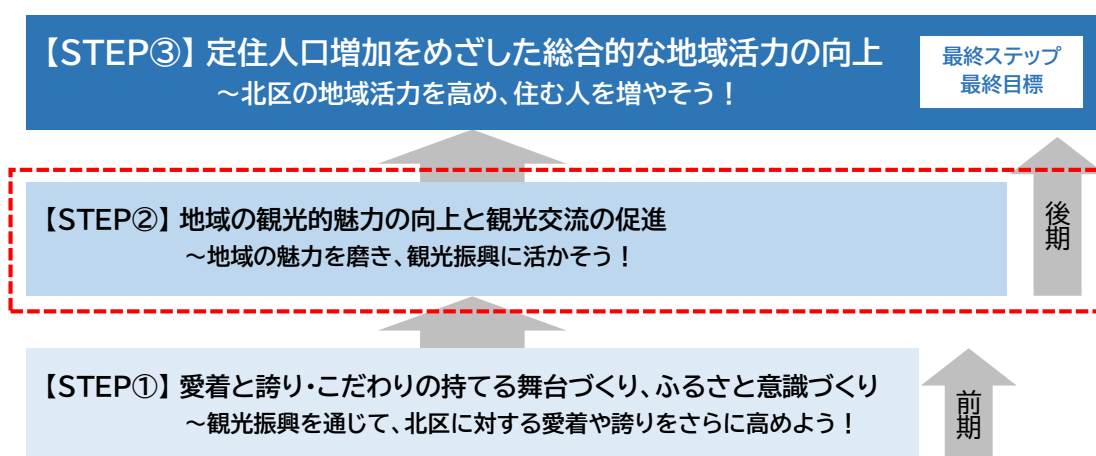 【STEP③】定住人口増加をめざした総合的な地域活力の向上
～北区の地域活力を高め、住む人を増やそう！
最終ステップ
最終目標
【STEP②】地域の観光的魅力の向上と観光交流の促進
～地域の魅力を磨き、観光振興に活かそう！
後期
【STEP①】愛着と誇り・こだわりの持てる舞台づくり、ふるさと意識づくり
～観光振興を通じて、北区に対する愛着や誇りをさらに高めよう！
前期